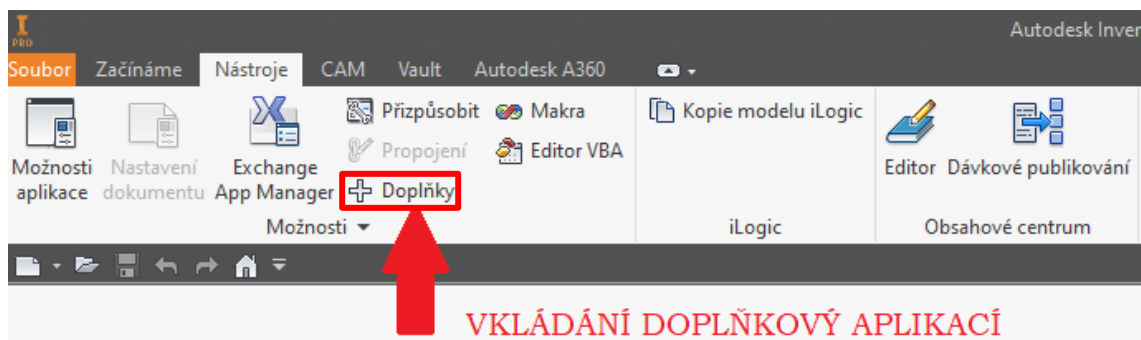 I
PRO
Autodesk Inver
Soubor Začínáme Nástroje CAM Vault Autodesk A360
Možnosti aplikace
Nastavení dokumentu
Exchange App Manager
Přizpůsobit
Propojení
Doplňky
Makra
Editor VBA
Možnosti
Kopie modelu iLogic
iLogic
Editor
Dávkové publikování
Obsahové centrum
VKLÁDÁNÍ DOPLŇKOVÝ APLIKACÍ